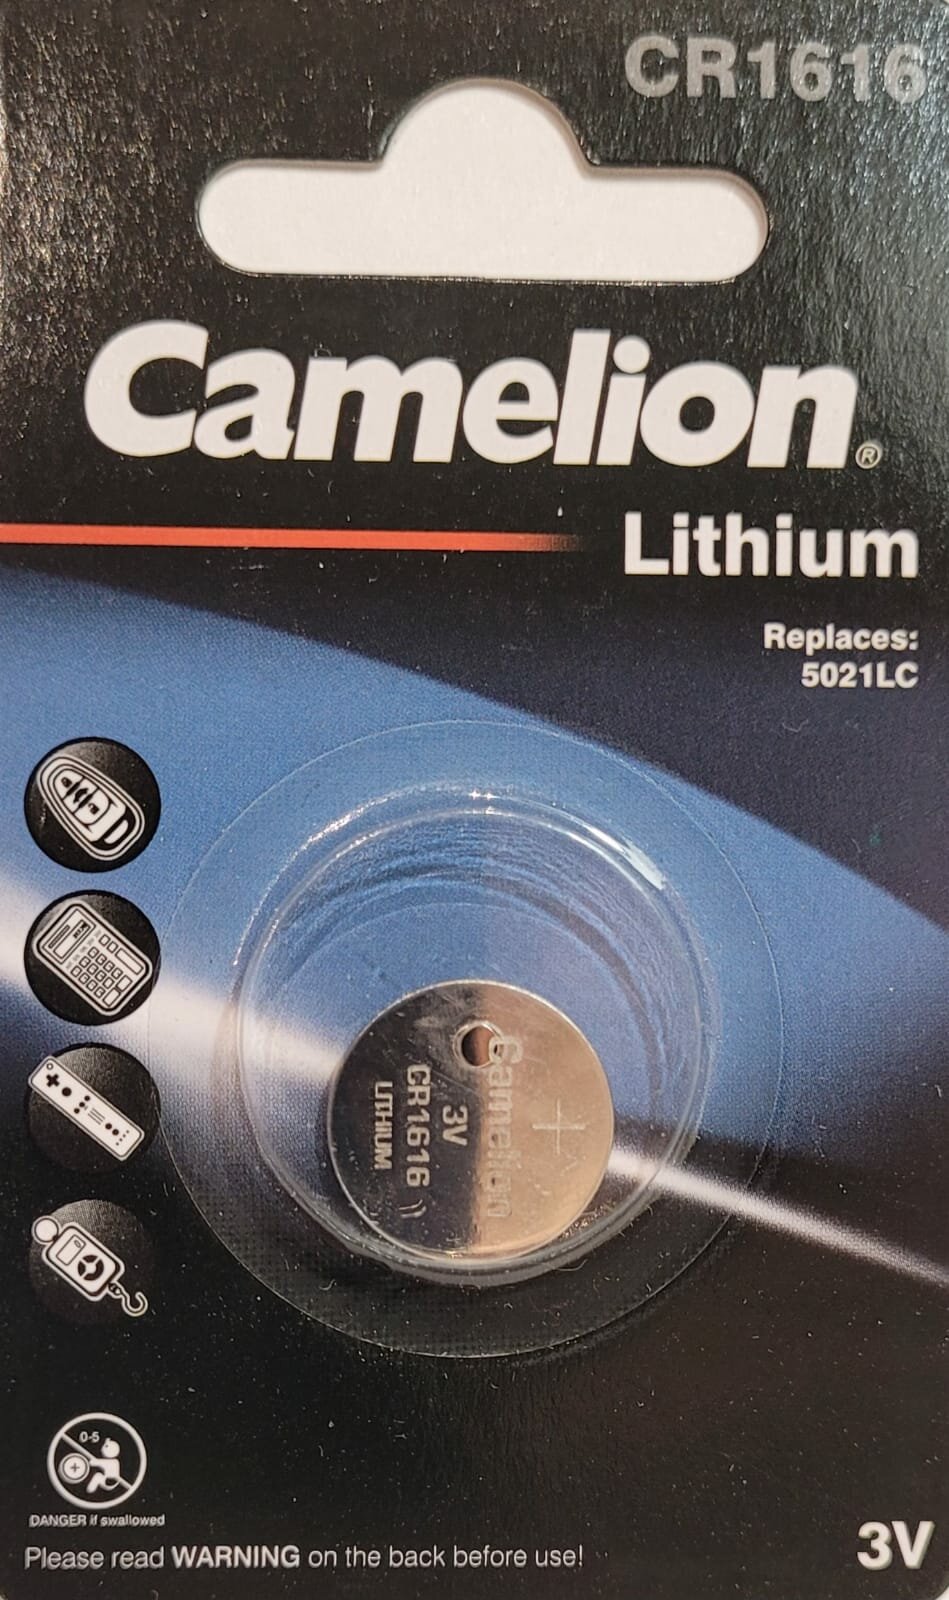 CR1616
Camelion®
Lithium
Replaces:
5021LC
Camelion
+
CR1616
3V
LITHIUM
0-5
+
DANGER if swallowed
Please read WARNING on the back before use!
3V